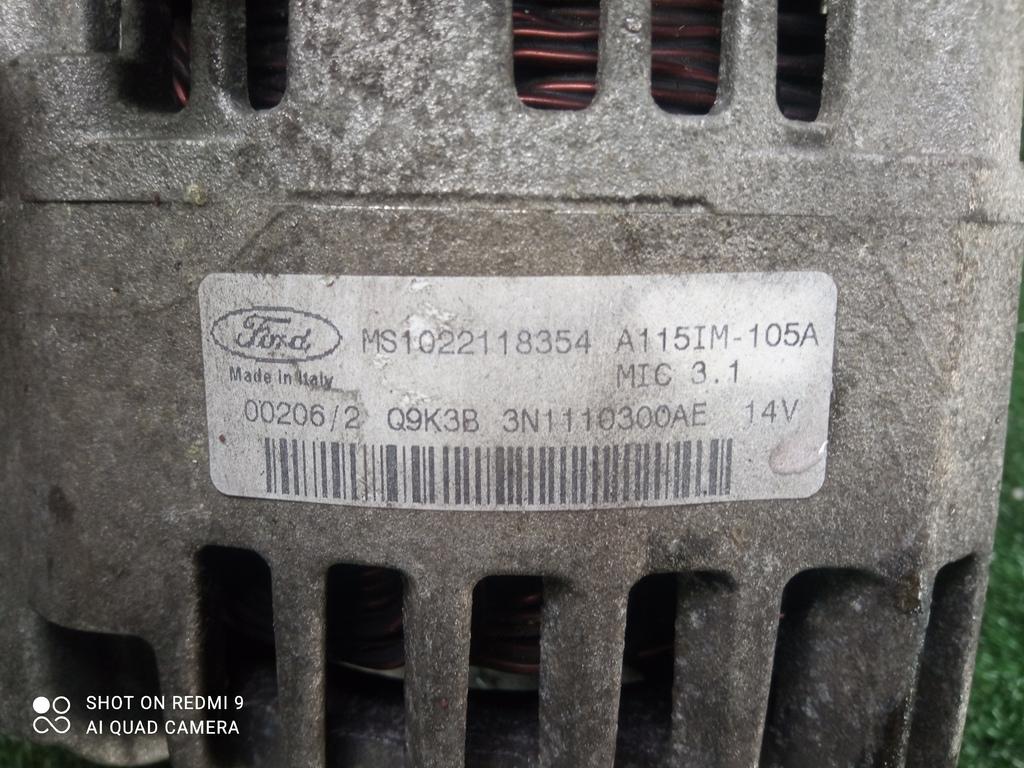 Ford MS1022118354 A115IM-105A
Made in Italy MIC 3.1
00206/2 Q9K3B 3N1110300AE 14V
SHOT ON REDMI 9
AI QUAD CAMERA